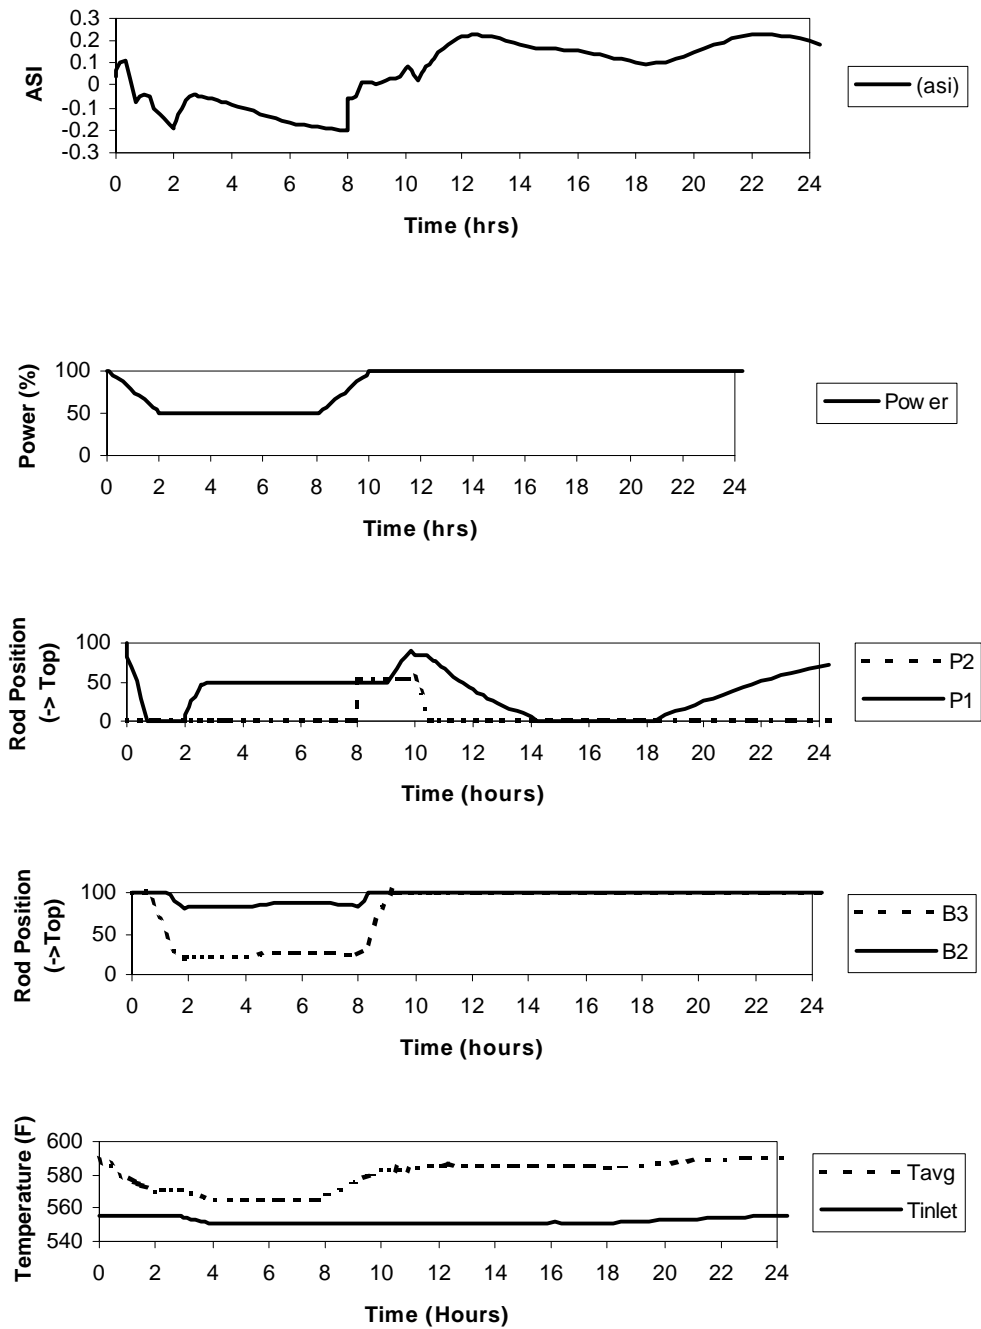 0.3
0.2
0.1
0
-0.1
-0.2
-0.3
ASI
0 2 4 6 8 10 12 14 16 18 20 22 24
Time (hrs)
(asi)
100
50
0
Power (%)
0 2 4 6 8 10 12 14 16 18 20 22 24
Time (hrs)
Power
100
50
0
Rod Position
(-> Top)
0 2 4 6 8 10 12 14 16 18 20 22 24
Time (hours)
P2
P1
100
50
0
Rod Position
(->Top)
0 2 4 6 8 10 12 14 16 18 20 22 24
Time (hours)
B3
B2
600
580
560
540
Temperature (F)
0 2 4 6 8 10 12 14 16 18 20 22 24
Time (Hours)
Tavg
Tinlet